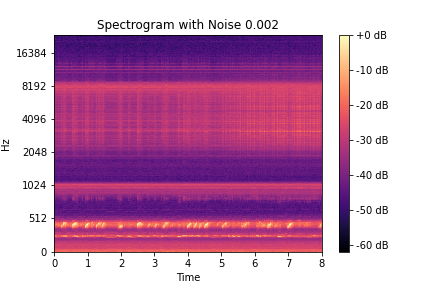 Spectrogram with Noise 0.002
Hz
16384
8192
4096
2048
1024
512
0
0 1 2 3 4 5 6 7 8
Time
+0 dB
-10 dB
-20 dB
-30 dB
-40 dB
-50 dB
-60 dB